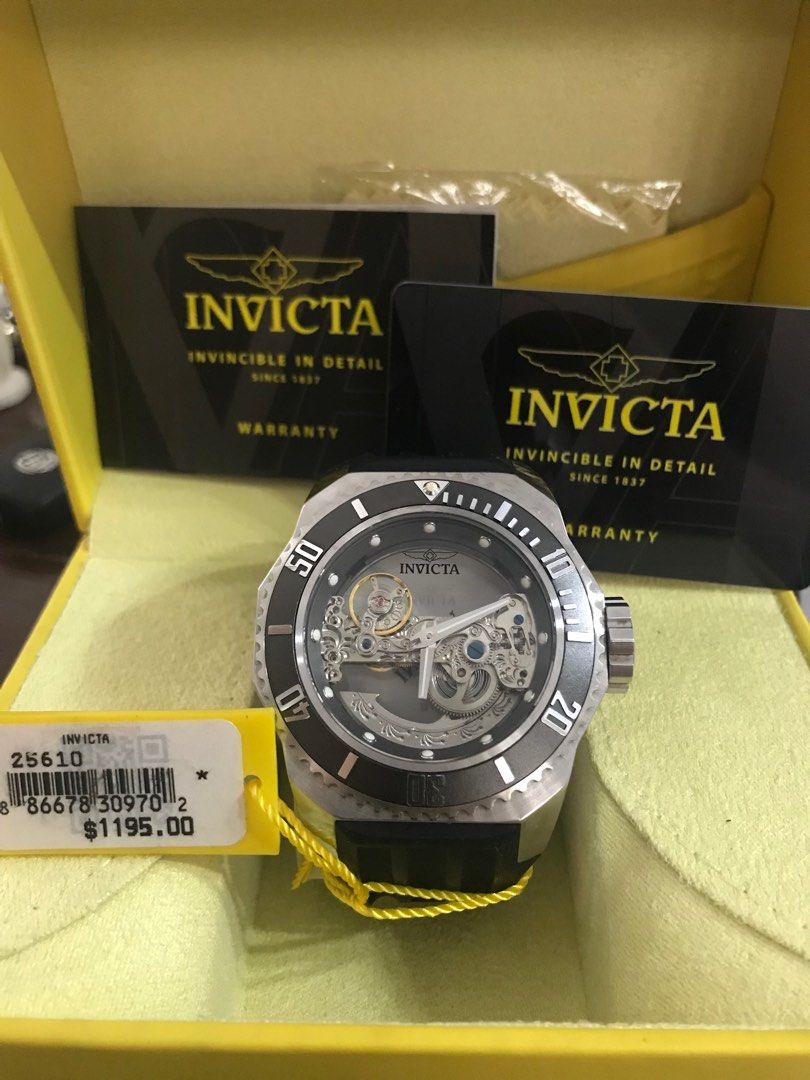 INVICTA
INVINCIBLE IN DETAIL
SINCE 1837
WARRANTY
INVICTA
INVINCIBLE IN DETAIL
SINCE 1837
ARRANTY
INVICTA
10
20
30
40
50
INVICTA
25610
*
8 86678 30970 2
$1195.00